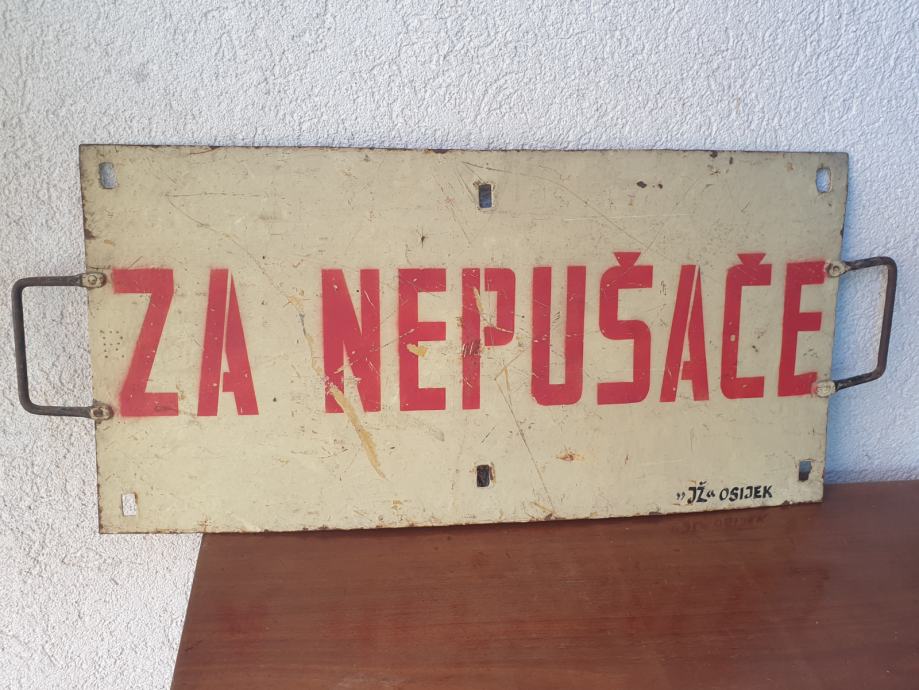 ZA NEPUŠAČE
„JŽ“ OSIJEK